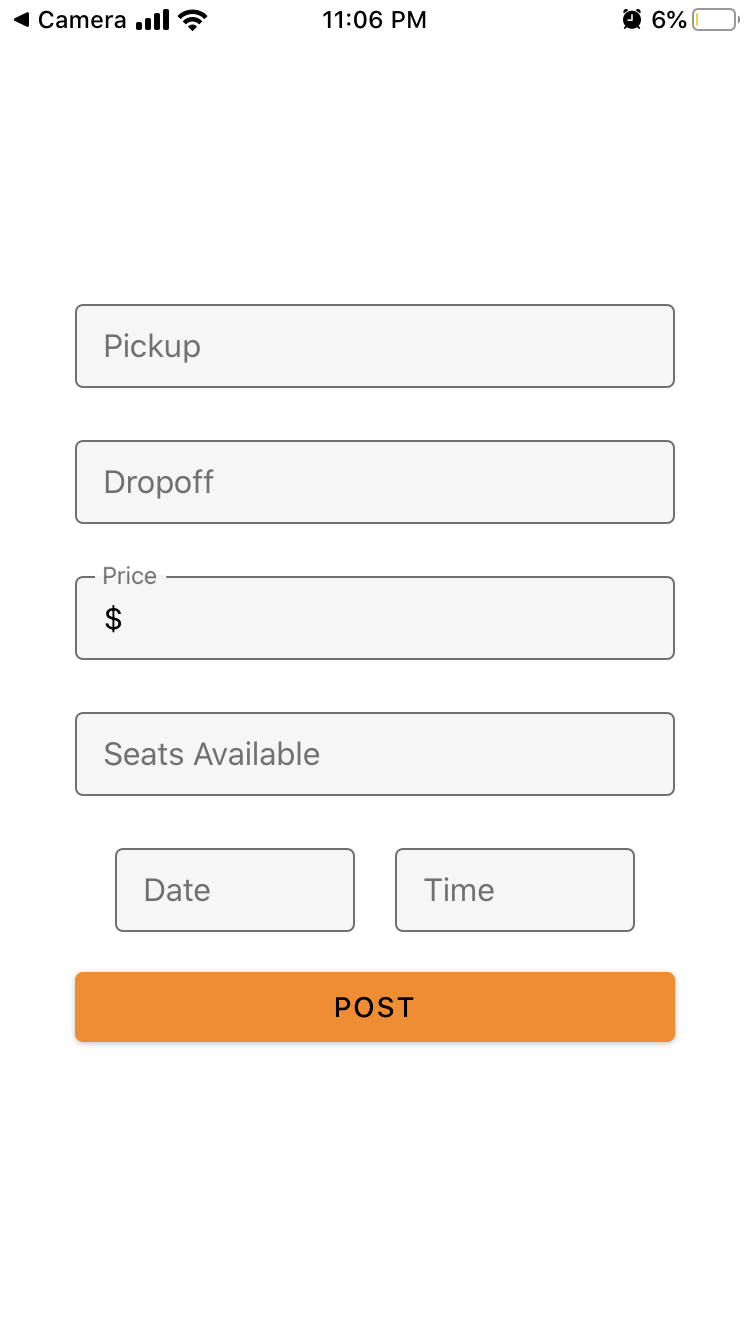 Camera 11:06 PM 6%
Pickup
Dropoff
Price
$
Seats Available
Date Time
POST